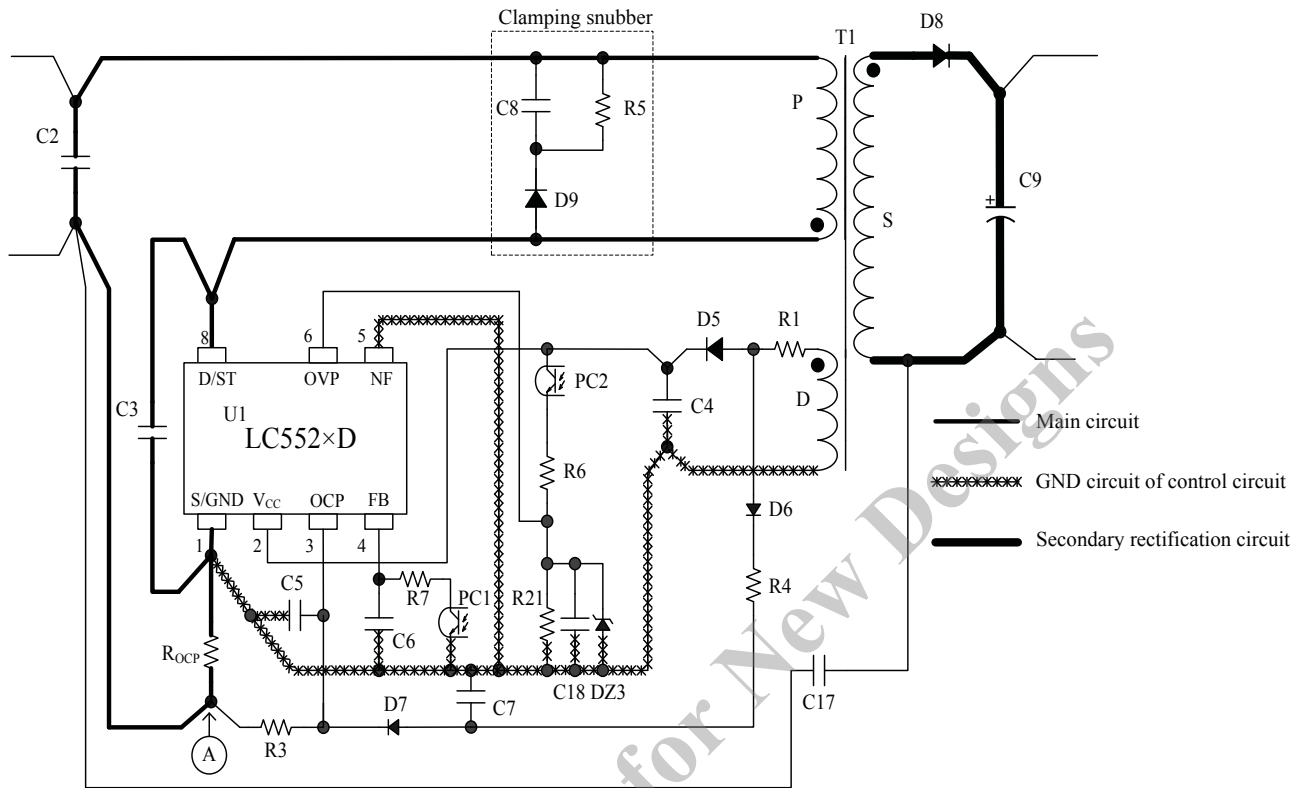 Clamping snubber
D8
T1
C2
C8
R5
P
D9
S
C9
+
8
6
5
D/ST
OVP
NF
D5
R1
PC2
C4
D
C3
U1
LC552×D
R6
S/GND
VCC
OCP
FB
1
2
3
4
D6
Main circuit
GND circuit of control circuit
Secondary rectification circuit
C5
R7
PC1
R21
R4
ROCP
C6
C18
DZ3
C17
D7
C7
R3
A
for New Designs